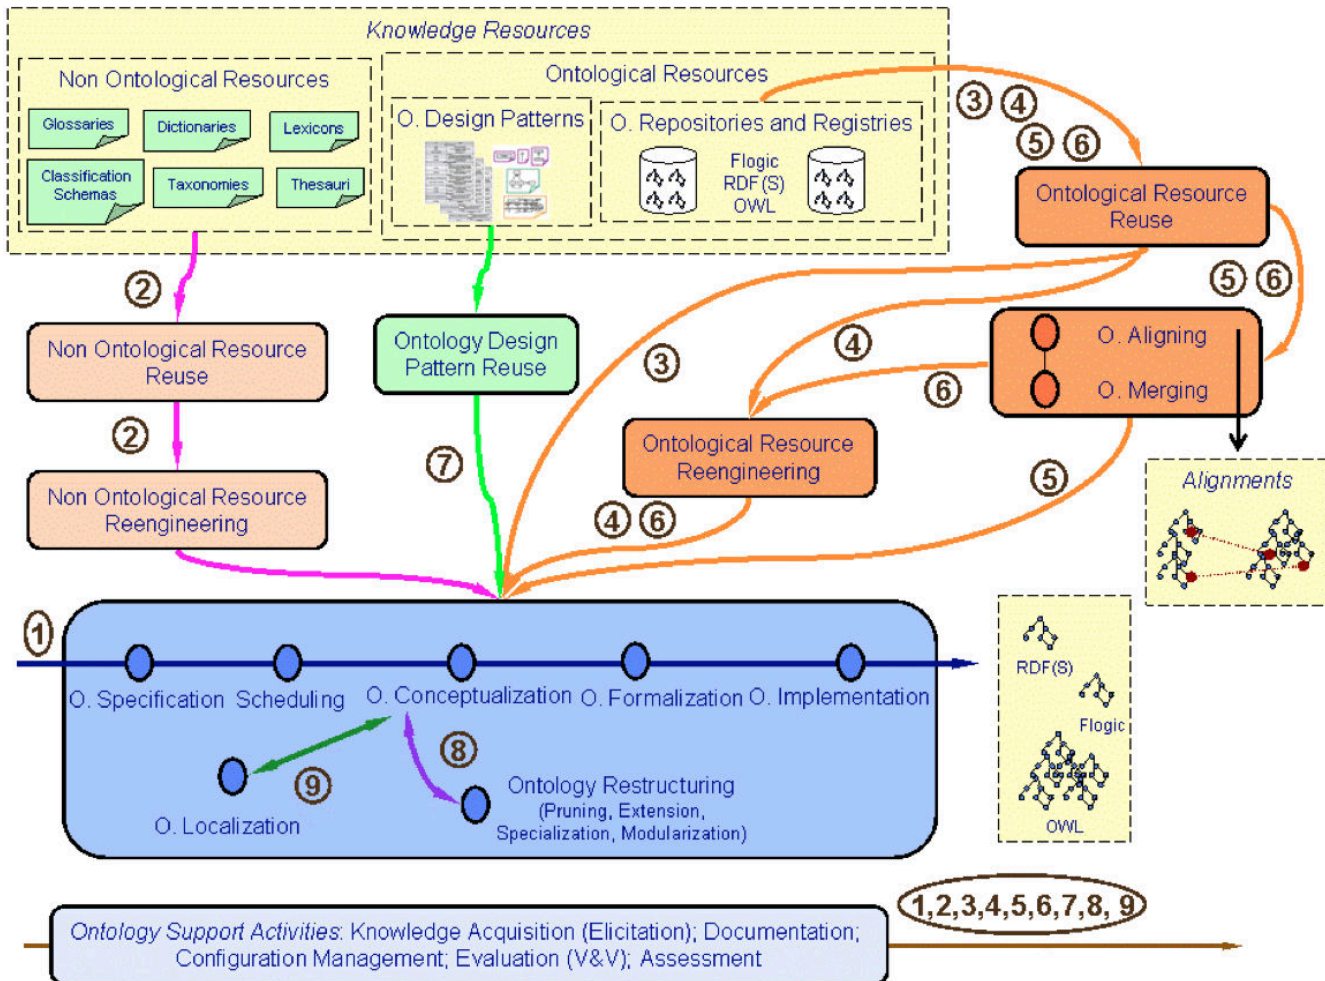 Knowledge Resources
Non Ontological Resources
Glossaries
Dictionaries
Lexicons
Classification
Schemas
Taxonomies
Thesauri
Ontological Resources
O. Design Patterns
O. Repositories and Registries
Flogic
RDF(S)
OWL
3 4
5 6
Ontological Resource
Reuse
2
5 6
Non Ontological Resource
Reuse
Ontology Design
Pattern Reuse
3
4
6
O. Aligning
O. Merging
2
7
Ontological Resource
Reengineering
5
Alignments
Non Ontological Resource
Reengineering
4 6
1
O. Specification
Scheduling
O. Conceptualization
O. Formalization
O. Implementation
8
9
O. Localization
Ontology Restructuring
(Pruning, Extension,
Specialization, Modularization)
RDF(S)
Flogic
OWL
1,2,3,4,5,6,7,8, 9
Ontology Support Activities: Knowledge Acquisition (Elicitation); Documentation;
Configuration Management; Evaluation (V&V); Assessment